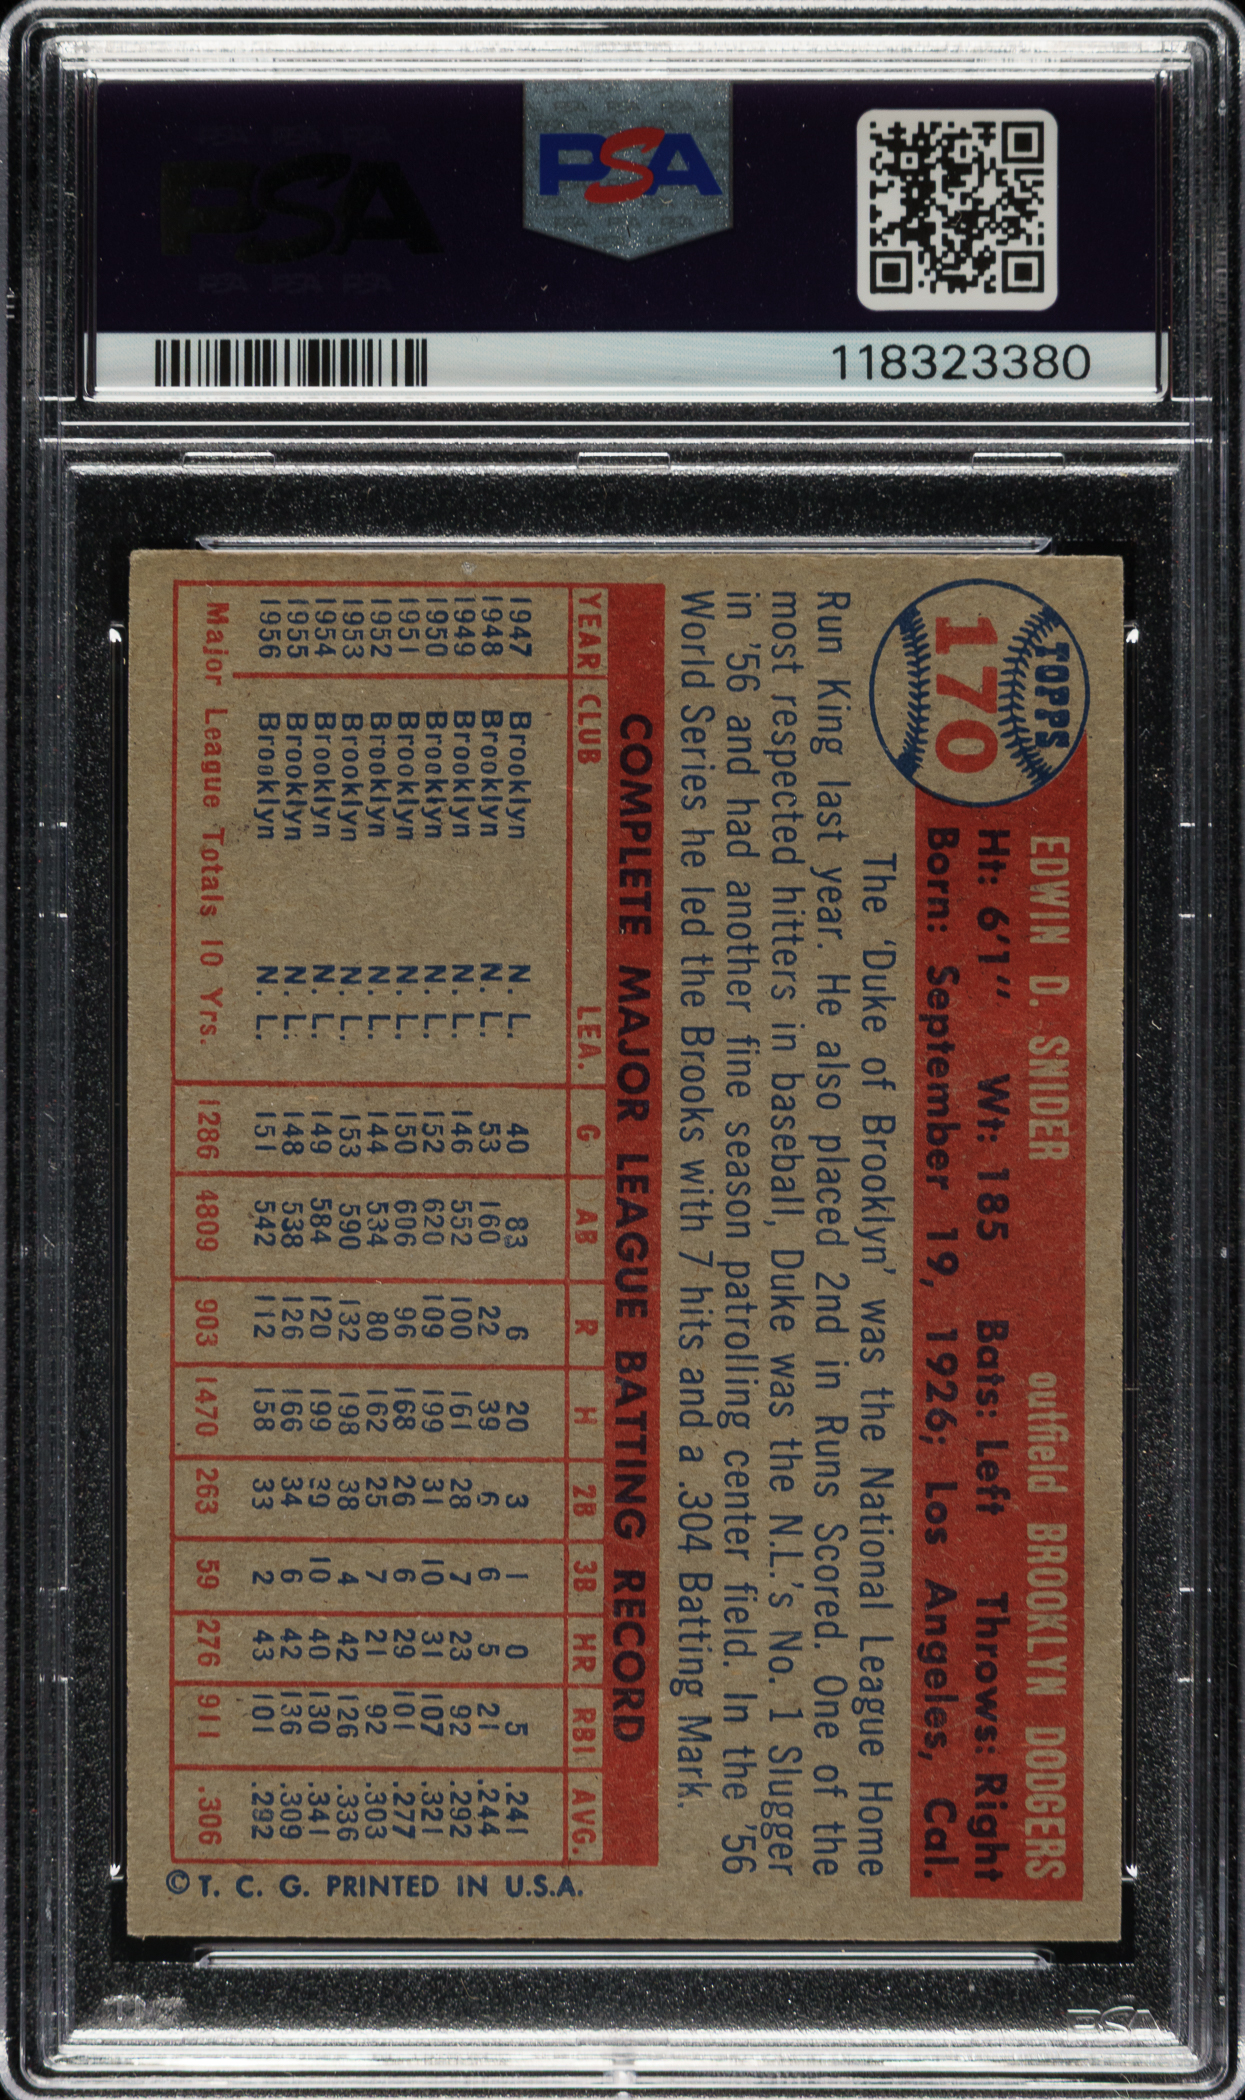 PSA
PSA
118323380
TOPPS
170
EDWIN D. SNIDER outfield BROOKLYN DODGERS
Ht: 6'1" Wt: 185 Bats: Left Throws: Right
Born: September 19, 1926; Los Angeles, Cal.
The 'Duke of Brooklyn' was the National League Home
Run King last year. He also placed 2nd in Runs Scored. One of the
most respected hitters in baseball, Duke was the N.L.'s No. 1 Slugger
in '56 and had another fine season patrolling center field. In the '56
World Series he led the Brooks with 7 hits and a .304 Batting Mark.
COMPLETE MAJOR LEAGUE BATTING RECORD
YEAR CLUB LEA. G AB R H 2B 3B HR RBI AVG.
1947 Brooklyn N. L. 40 83 6 20 3 1 0 5 .241
1948 Brooklyn N. L. 53 160 22 39 6 6 5 21 .244
1949 Brooklyn N. L. 146 552 100 161 28 7 23 92 .292
1950 Brooklyn N. L. 152 620 109 199 31 10 31 107 .321
1951 Brooklyn N. L. 150 606 96 168 26 6 29 101 .277
1952 Brooklyn N. L. 144 534 80 162 25 7 21 92 .303
1953 Brooklyn N. L. 153 590 132 198 38 4 42 126 .336
1954 Brooklyn N. L. 149 584 120 199 39 10 40 130 .341
1955 Brooklyn N. L. 148 538 126 166 34 6 42 136 .309
1956 Brooklyn N. L. 151 542 112 158 33 2 43 101 .292
Major League Totals 10 Yrs. 1286 4809 903 1470 263 59 276 911 .306
© T. C. G. PRINTED IN U.S.A.
PSA